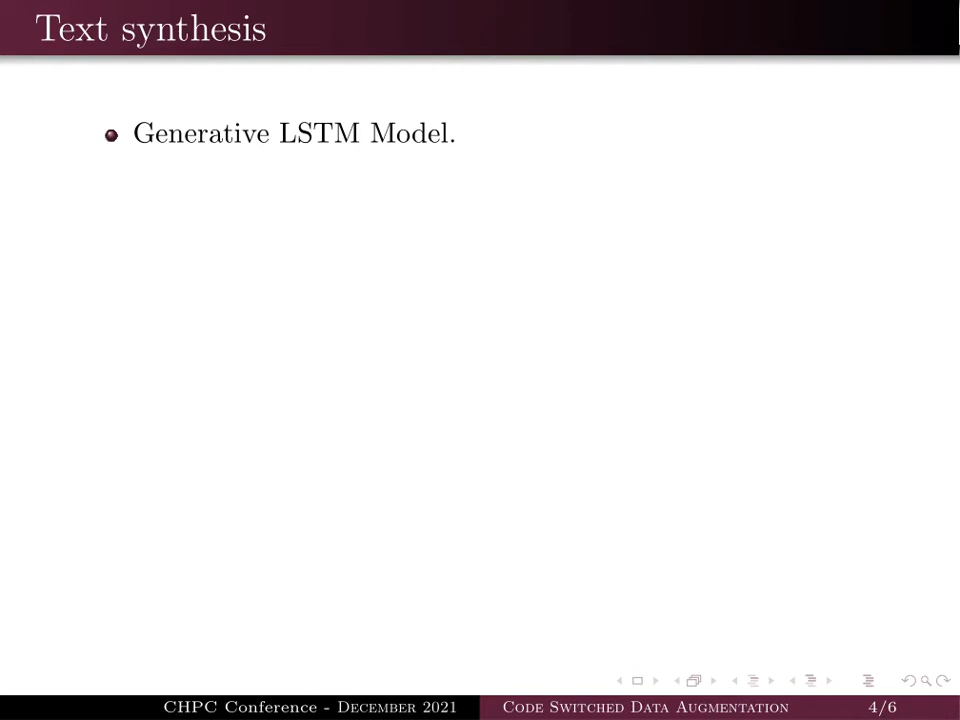 Text synthesis
Generative LSTM Model.
CHPC Conference - December 2021 Code Switched Data Augmentation 4/6